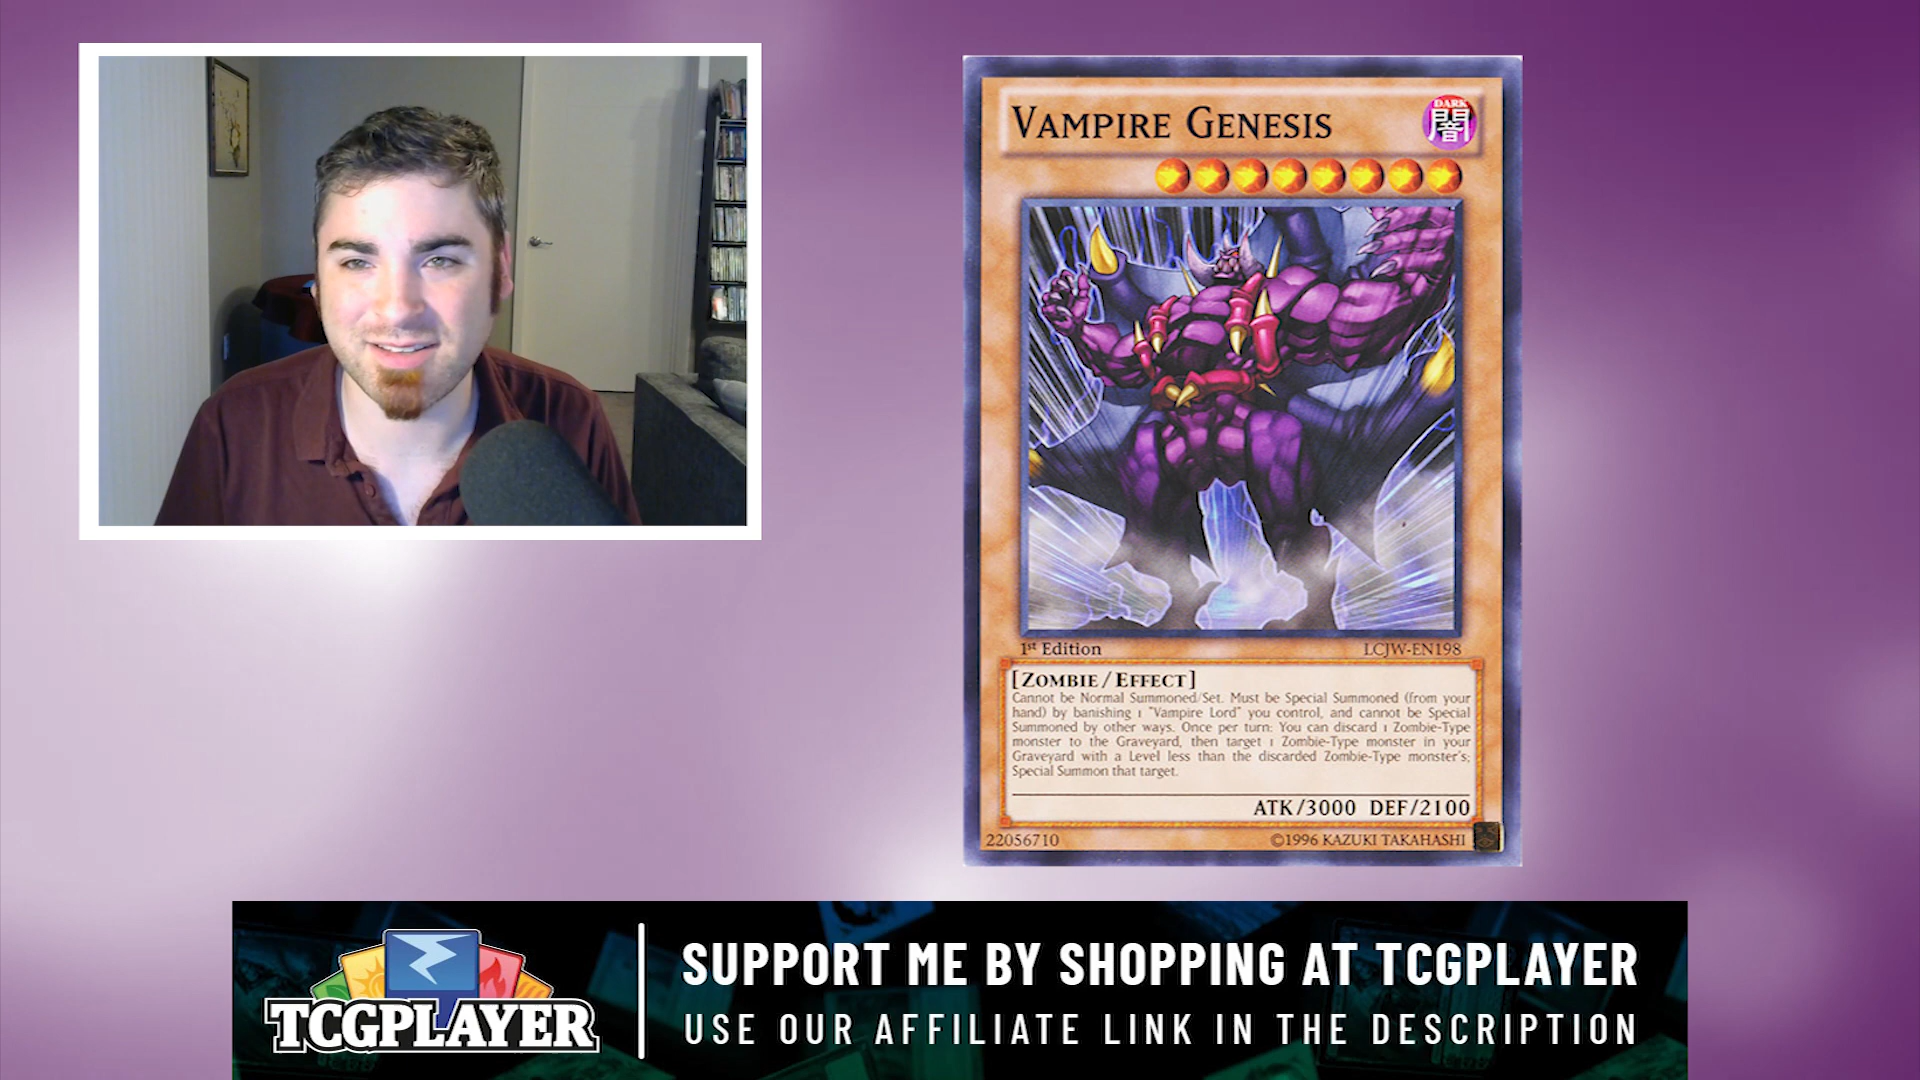 VAMPIRE GENESIS
DARK
闇
1st Edition
LCJW-EN198
[ZOMBIE/EFFECT]
Cannot be Normal Summoned/Set. Must be Special Summoned (from your
hand) by banishing 1 "Vampire Lord" you control, and cannot be Special
Summoned by other ways. Once per turn: You can discard 1 Zombie-Type
monster to the Graveyard, then target 1 Zombie-Type monster in your
Graveyard with a Level less than the discarded Zombie-Type monster's;
Special Summon that target.
ATK/3000 DEF/2100
22056710
©1996 KAZUKI TAKAHASHI
TCGPLAYER
SUPPORT ME BY SHOPPING AT TCGPLAYER
USE OUR AFFILIATE LINK IN THE DESCRIPTION